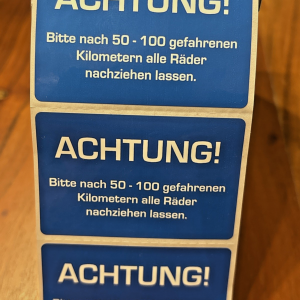 ACHTUNG!
Bitte nach 50 - 100 gefahrenen
Kilometern alle Räder
nachziehen lassen.
ACHTUNG!
Bitte nach 50 - 100 gefahrenen
Kilometern alle Räder
nachziehen lassen.
ACHTUNG!